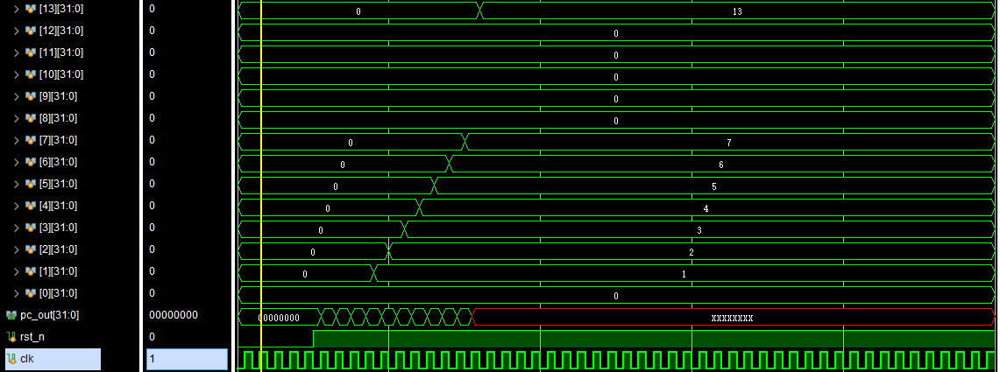 [13][31:0] 0 0 13
[12][31:0] 0 0
[11][31:0] 0 0
[10][31:0] 0 0
[9][31:0] 0 0
[8][31:0] 0 0
[7][31:0] 0 0 7
[6][31:0] 0 0 6
[5][31:0] 0 0 5
[4][31:0] 0 0 4
[3][31:0] 0 0 3
[2][31:0] 0 0 2
[1][31:0] 0 0 1
[0][31:0] 0 0
pc_out[31:0] 00000000 00000000 XXXXXXXX
rst_n 0
clk 1